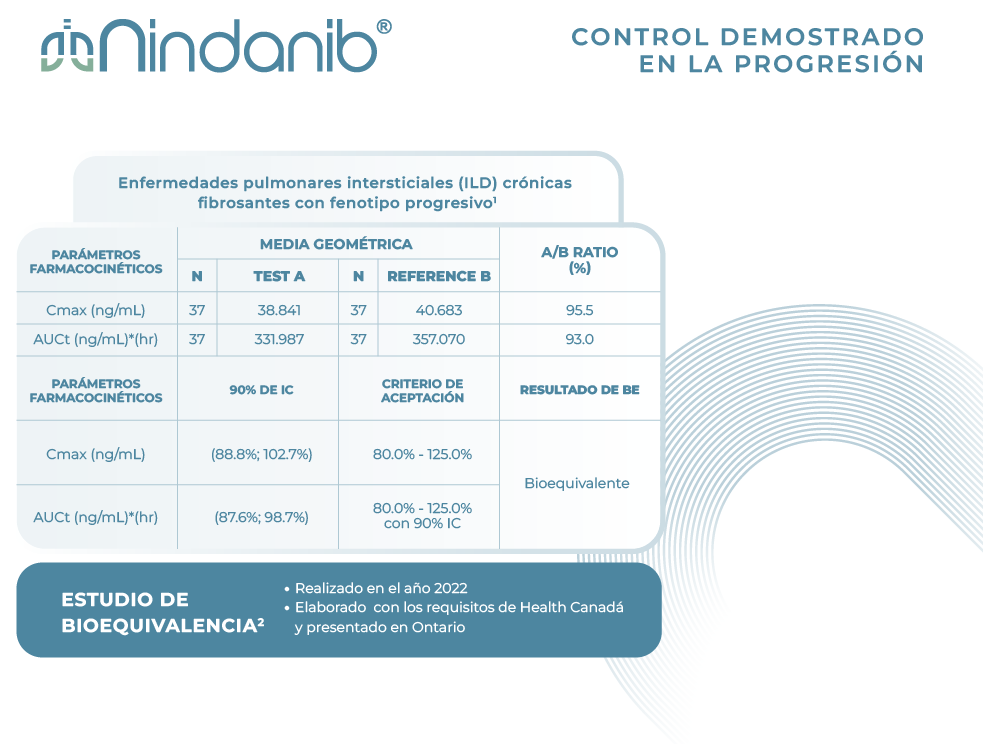 Nindanib®
CONTROL DEMOSTRADO
EN LA PROGRESIÓN
Enfermedades pulmonares intersticiales (ILD) crónicas
fibrosantes con fenotipo progresivo¹
PARÁMETROS
FARMACOCINÉTICOS
MEDIA GEOMÉTRICA
A/B RATIO
(%)
N TEST A N REFERENCE B
Cmax (ng/mL) 37 38.841 37 40.683 95.5
AUCt (ng/mL)*(hr) 37 331.987 37 357.070 93.0
PARÁMETROS
FARMACOCINÉTICOS
90% DE IC
CRITERIO DE
ACEPTACIÓN
RESULTADO DE BE
Cmax (ng/mL) (88.8%; 102.7%) 80.0% - 125.0%
Bioequivalente
AUCt (ng/mL)*(hr) (87.6%; 98.7%) 80.0% - 125.0%
con 90% IC
ESTUDIO DE
BIOEQUIVALENCIA²
• Realizado en el año 2022
• Elaborado con los requisitos de Health Canadá
y presentado en Ontario